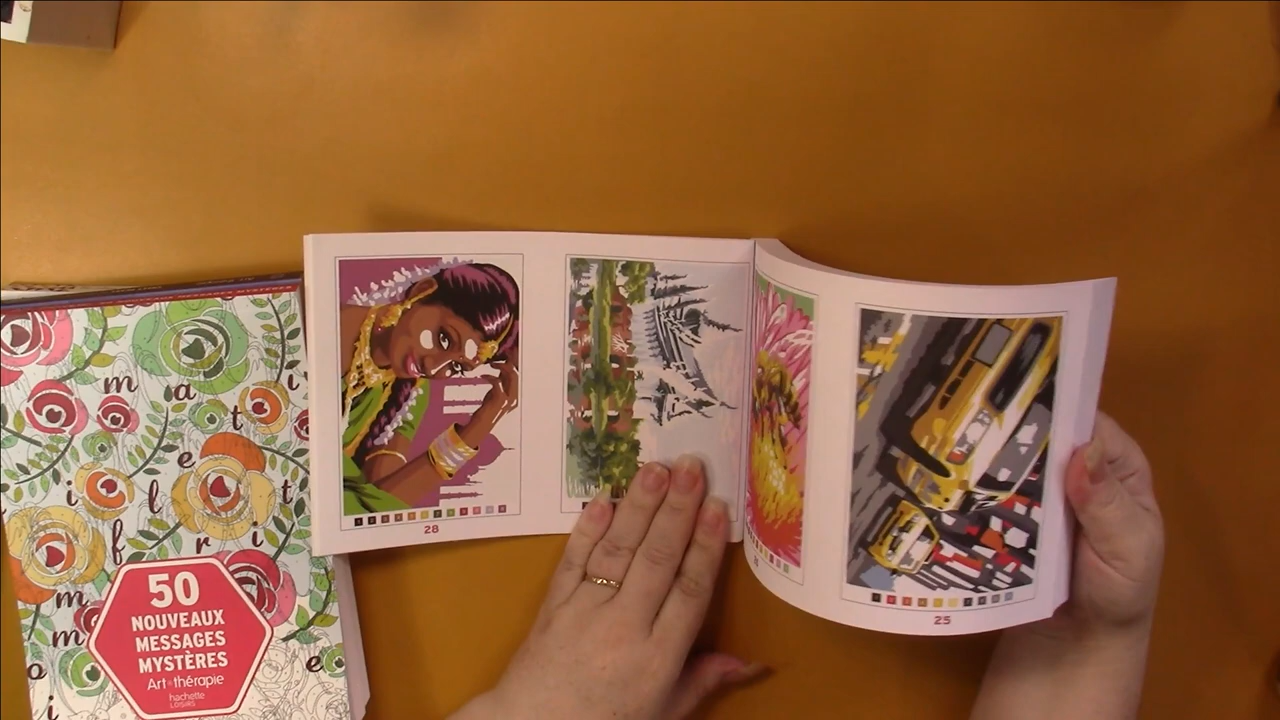 m a i
t
e
i l t
f r i
m
m
o e
i
50
NOUVEAUX
MESSAGES
MYSTÈRES
Art-thérapie
hachette
LOISIRS
28
25